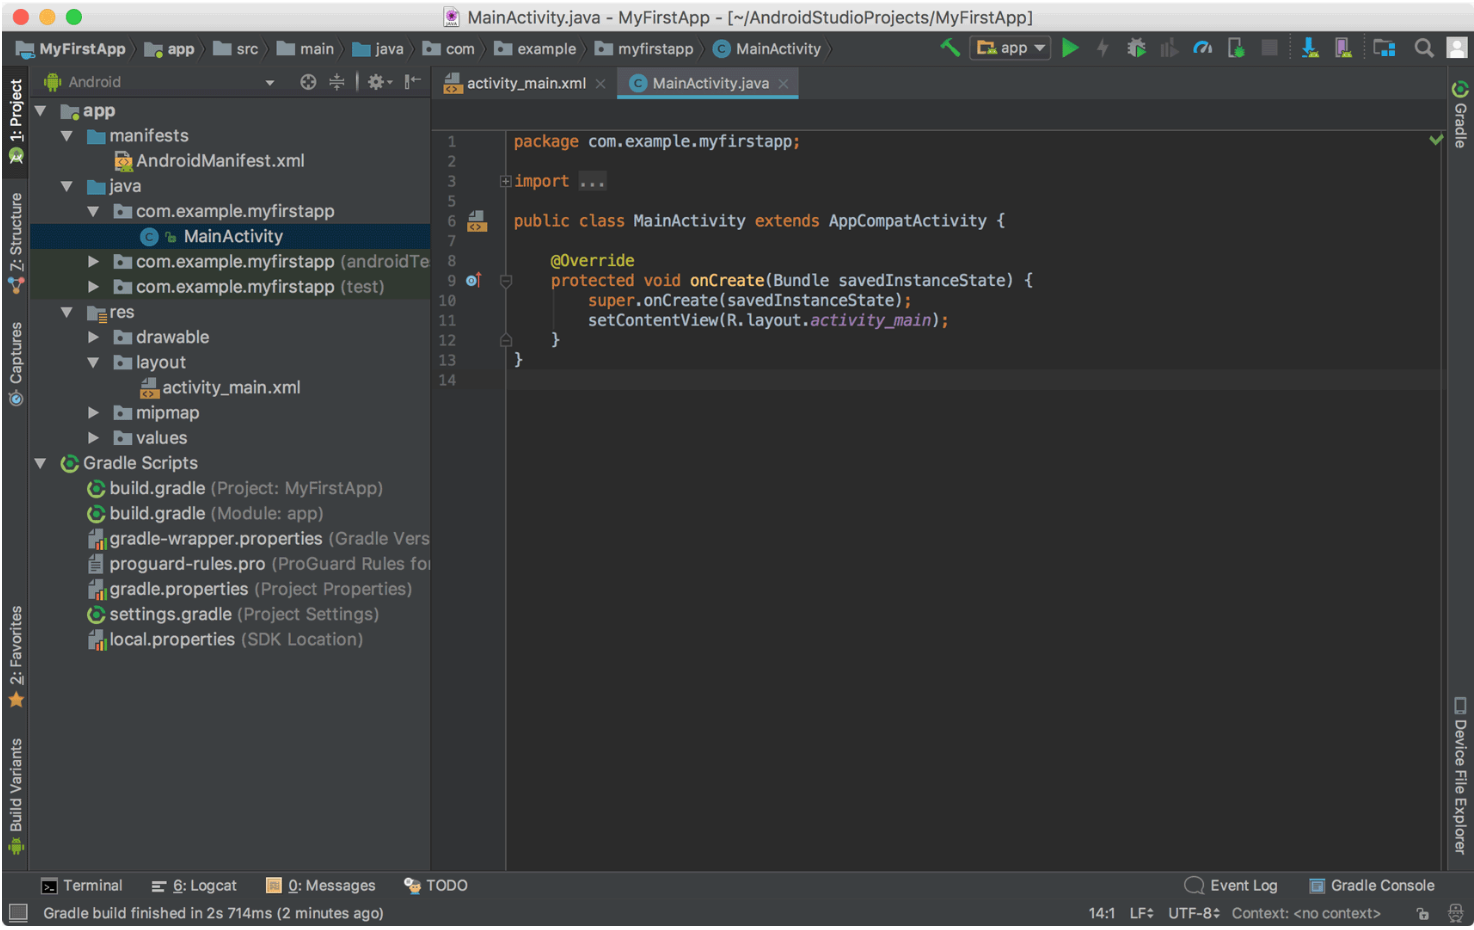 MainActivity.java - MyFirstApp - [~/AndroidStudioProjects/MyFirstApp]
MyFirstApp app src main java com example myfirstapp MainActivity app
Android
activity_main.xml MainActivity.java
1: Project
Z: Structure
Captures
2: Favorites
Build Variants
app
manifests
AndroidManifest.xml
java
com.example.myfirstapp
MainActivity
com.example.myfirstapp (androidTe
com.example.myfirstapp (test)
res
drawable
layout
activity_main.xml
mipmap
values
Gradle Scripts
build.gradle (Project: MyFirstApp)
build.gradle (Module: app)
gradle-wrapper.properties (Gradle Vers
proguard-rules.pro (ProGuard Rules for
gradle.properties (Project Properties)
settings.gradle (Project Settings)
local.properties (SDK Location)
1 package com.example.myfirstapp;
2
3 import ...
5
6 public class MainActivity extends AppCompatActivity {
7
8 @Override
9 protected void onCreate(Bundle savedInstanceState) {
10 super.onCreate(savedInstanceState);
11 setContentView(R.layout.activity_main);
12 }
13 }
14
Gradle
Device File Explorer
Terminal 6: Logcat 0: Messages TODO Event Log Gradle Console
Gradle build finished in 2s 714ms (2 minutes ago) 14:1 LF UTF-8 Context: <no context>